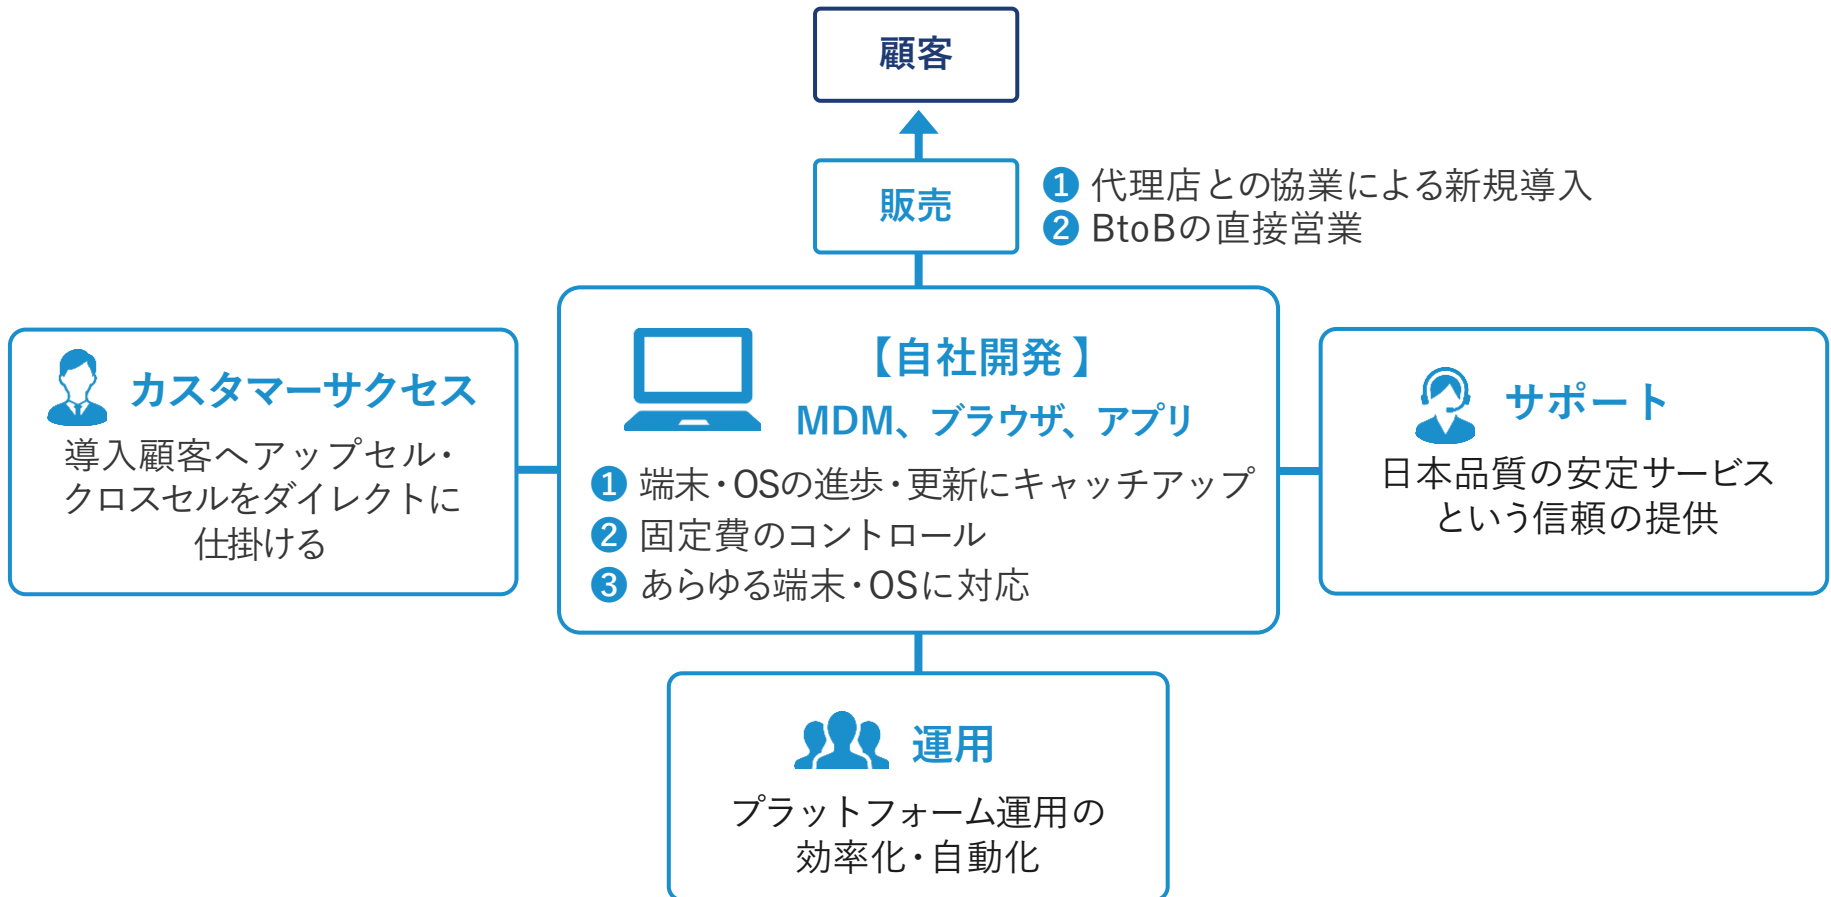 顧客
販売
❶ 代理店との協業による新規導入
❷ BtoBの直接営業
カスタマーサクセス
導入顧客へアップセル・
クロスセルをダイレクトに
仕掛ける
【自社開発】
MDM、ブラウザ、アプリ
❶ 端末・OSの進歩・更新にキャッチアップ
❷ 固定費のコントロール
❸ あらゆる端末・OSに対応
サポート
日本品質の安定サービス
という信頼の提供
運用
プラットフォーム運用の
効率化・自動化